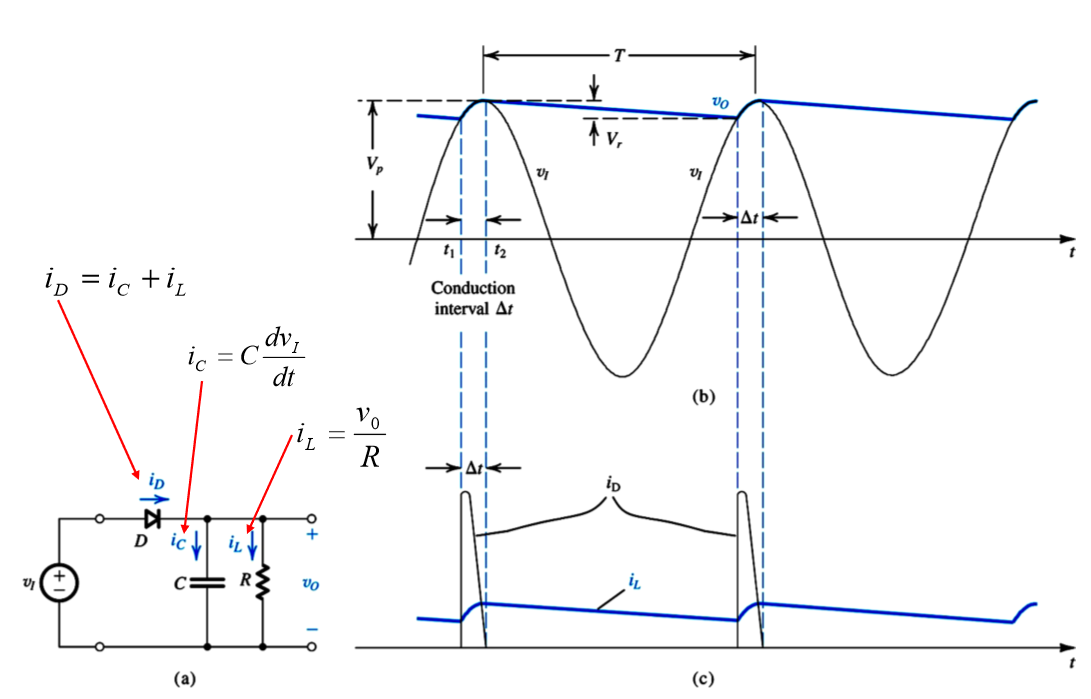 T
v_O
V_r
V_p
v_I
v_I
Δt
t_1
t_2
t
Conduction
interval Δt
i_D = i_C + i_L
i_C = C dv_I/dt
(b)
i_L = v_0/R
Δt
i_D
i_D
D
i_C
i_L
+
v_I
+
−
C
R
v_O
−
i_L
t
(a)
(c)